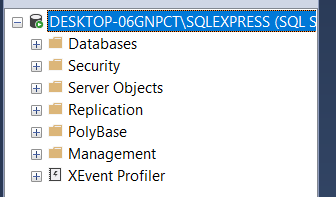 DESKTOP-06GNPCT\SQLEXPRESS (SQL S
Databases
Security
Server Objects
Replication
PolyBase
Management
XEvent Profiler